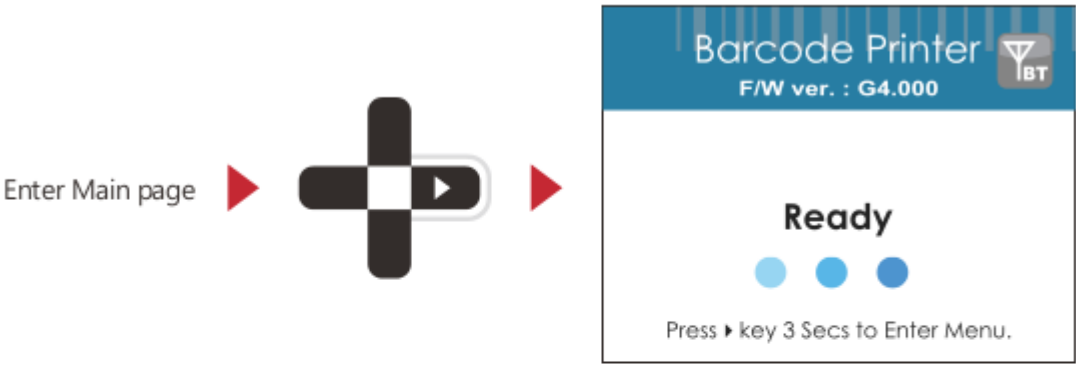 Enter Main page
Barcode Printer
BT
F/W ver. : G4.000
Ready
Press ▸ key 3 Secs to Enter Menu.